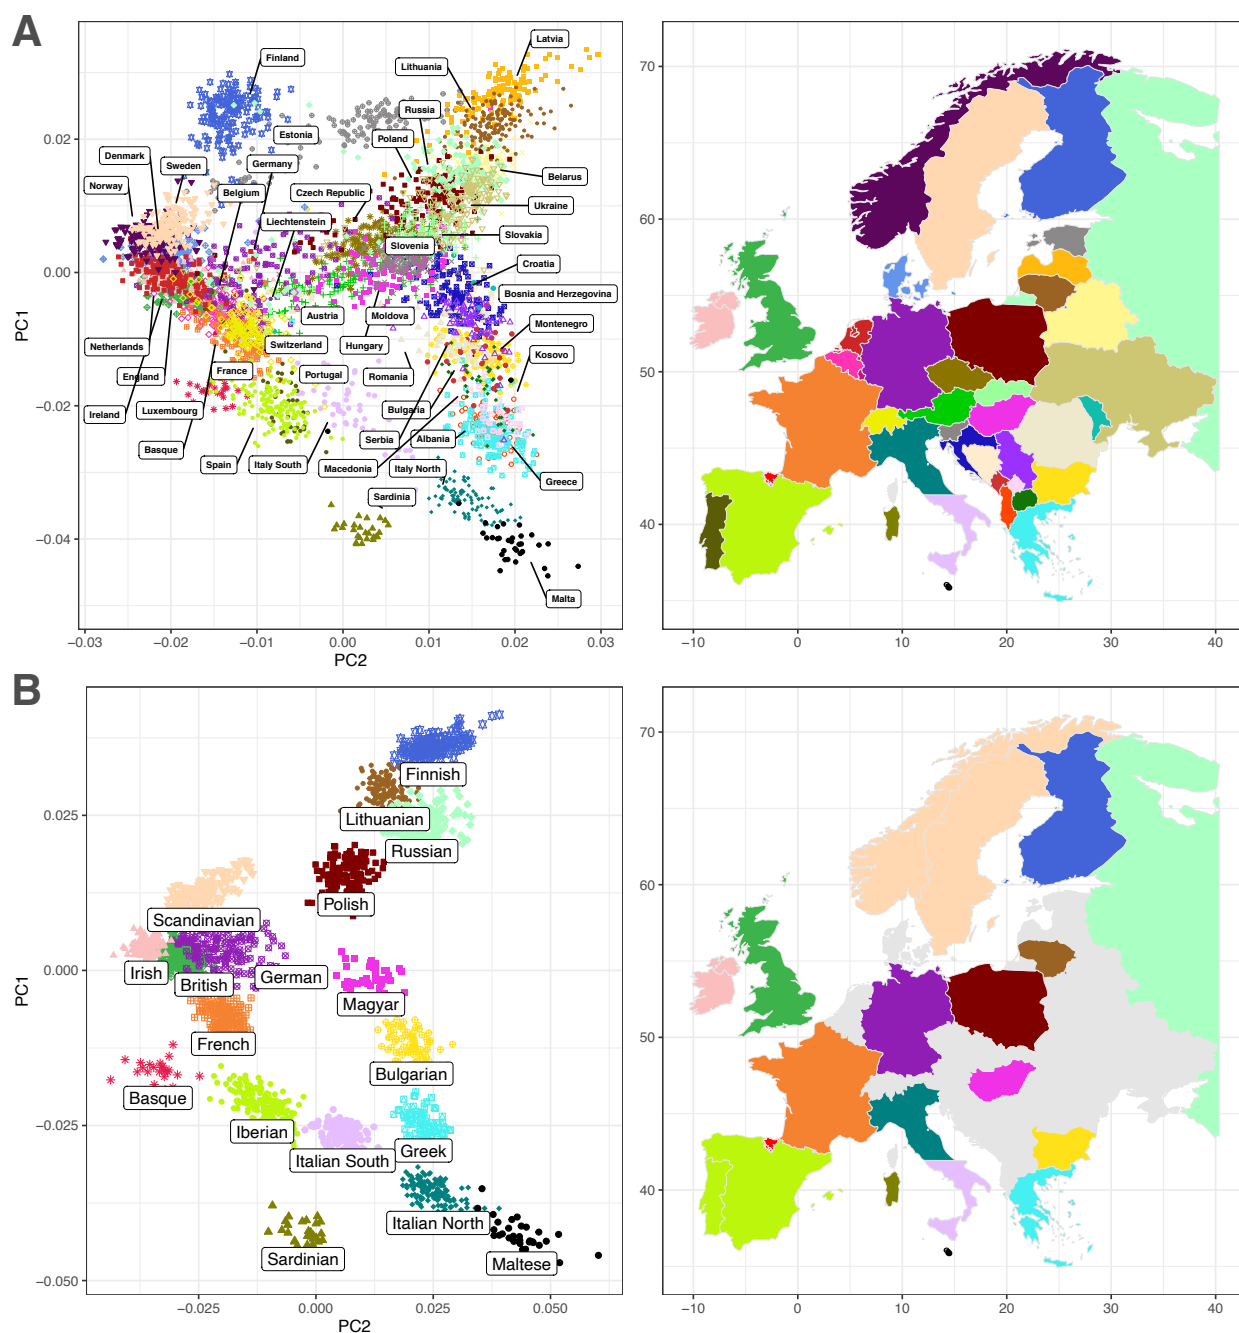 A
Latvia
Finland
Lithuania
Russia
Estonia
Poland
Denmark
Germany
Sweden
Belarus
Norway
Belgium
Czech Republic
Ukraine
Liechtenstein
Slovakia
Slovenia
Croatia
Bosnia and Herzegovina
Austria
Moldova
Montenegro
Netherlands
Switzerland
Hungary
Kosovo
England
France
Portugal
Romania
Ireland
Luxembourg
Bulgaria
Basque
Serbia
Albania
Spain
Italy South
Macedonia
Italy North
Greece
Sardinia
Malta
0.02
0.00
−0.02
−0.04
PC1
−0.03
−0.02
−0.01
0.00
0.01
0.02
0.03
PC2
70
60
50
40
−10
0
10
20
30
40
B
Finnish
Lithuanian
Russian
Polish
Scandinavian
Irish
British
German
Magyar
French
Bulgarian
Basque
Iberian
Italian South
Greek
Italian North
Sardinian
Maltese
0.025
0.000
−0.025
−0.050
PC1
−0.025
0.000
0.025
0.050
PC2
70
60
50
40
−10
0
10
20
30
40